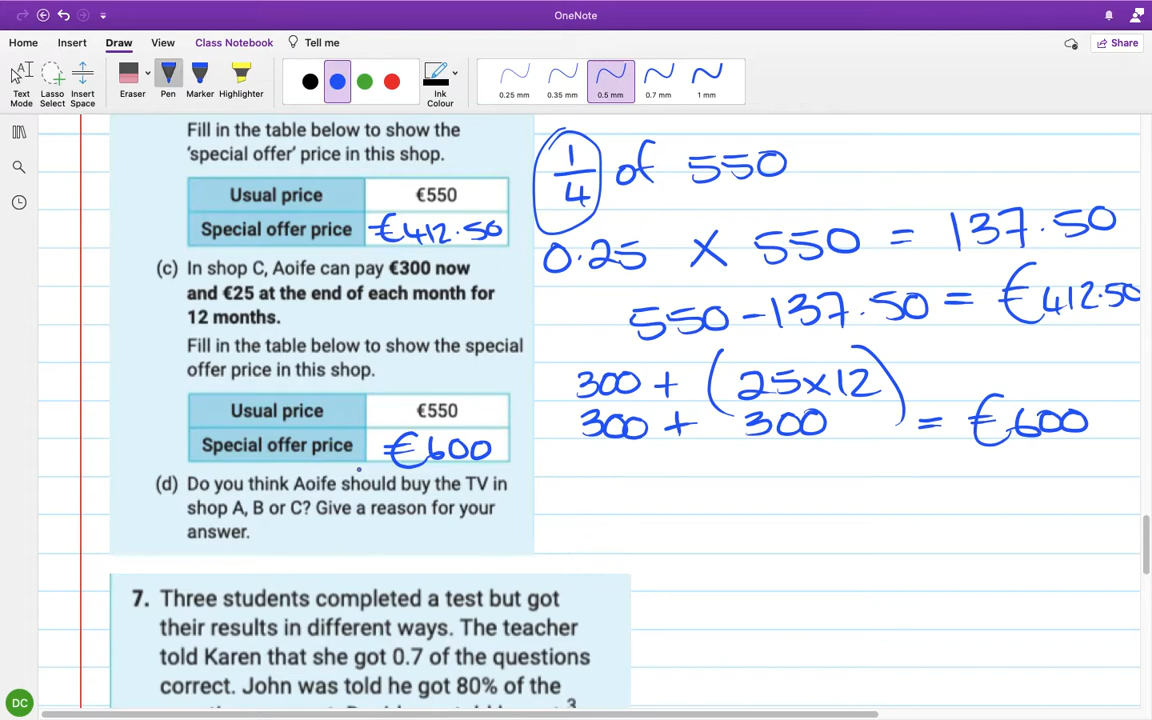 OneNote
Home Insert Draw View Class Notebook Tell me
Share
Text Mode
Lasso Select
Insert Space
Eraser
Pen
Marker
Highlighter
Ink Colour
0.25 mm
0.35 mm
0.5 mm
0.7 mm
1 mm
Fill in the table below to show the
'special offer' price in this shop.
Usual price €550
Special offer price €412.50
(c) In shop C, Aoife can pay €300 now
and €25 at the end of each month for
12 months.
Fill in the table below to show the special
offer price in this shop.
Usual price €550
Special offer price €600
(d) Do you think Aoife should buy the TV in
shop A, B or C? Give a reason for your
answer.
7. Three students completed a test but got
their results in different ways. The teacher
told Karen that she got 0.7 of the questions
correct. John was told he got 80% of the
1/4 of 550
0.25 × 550 = 137.50
550 - 137.50 = €412.50
300 + (25×12)
300 + 300 = €600
DC